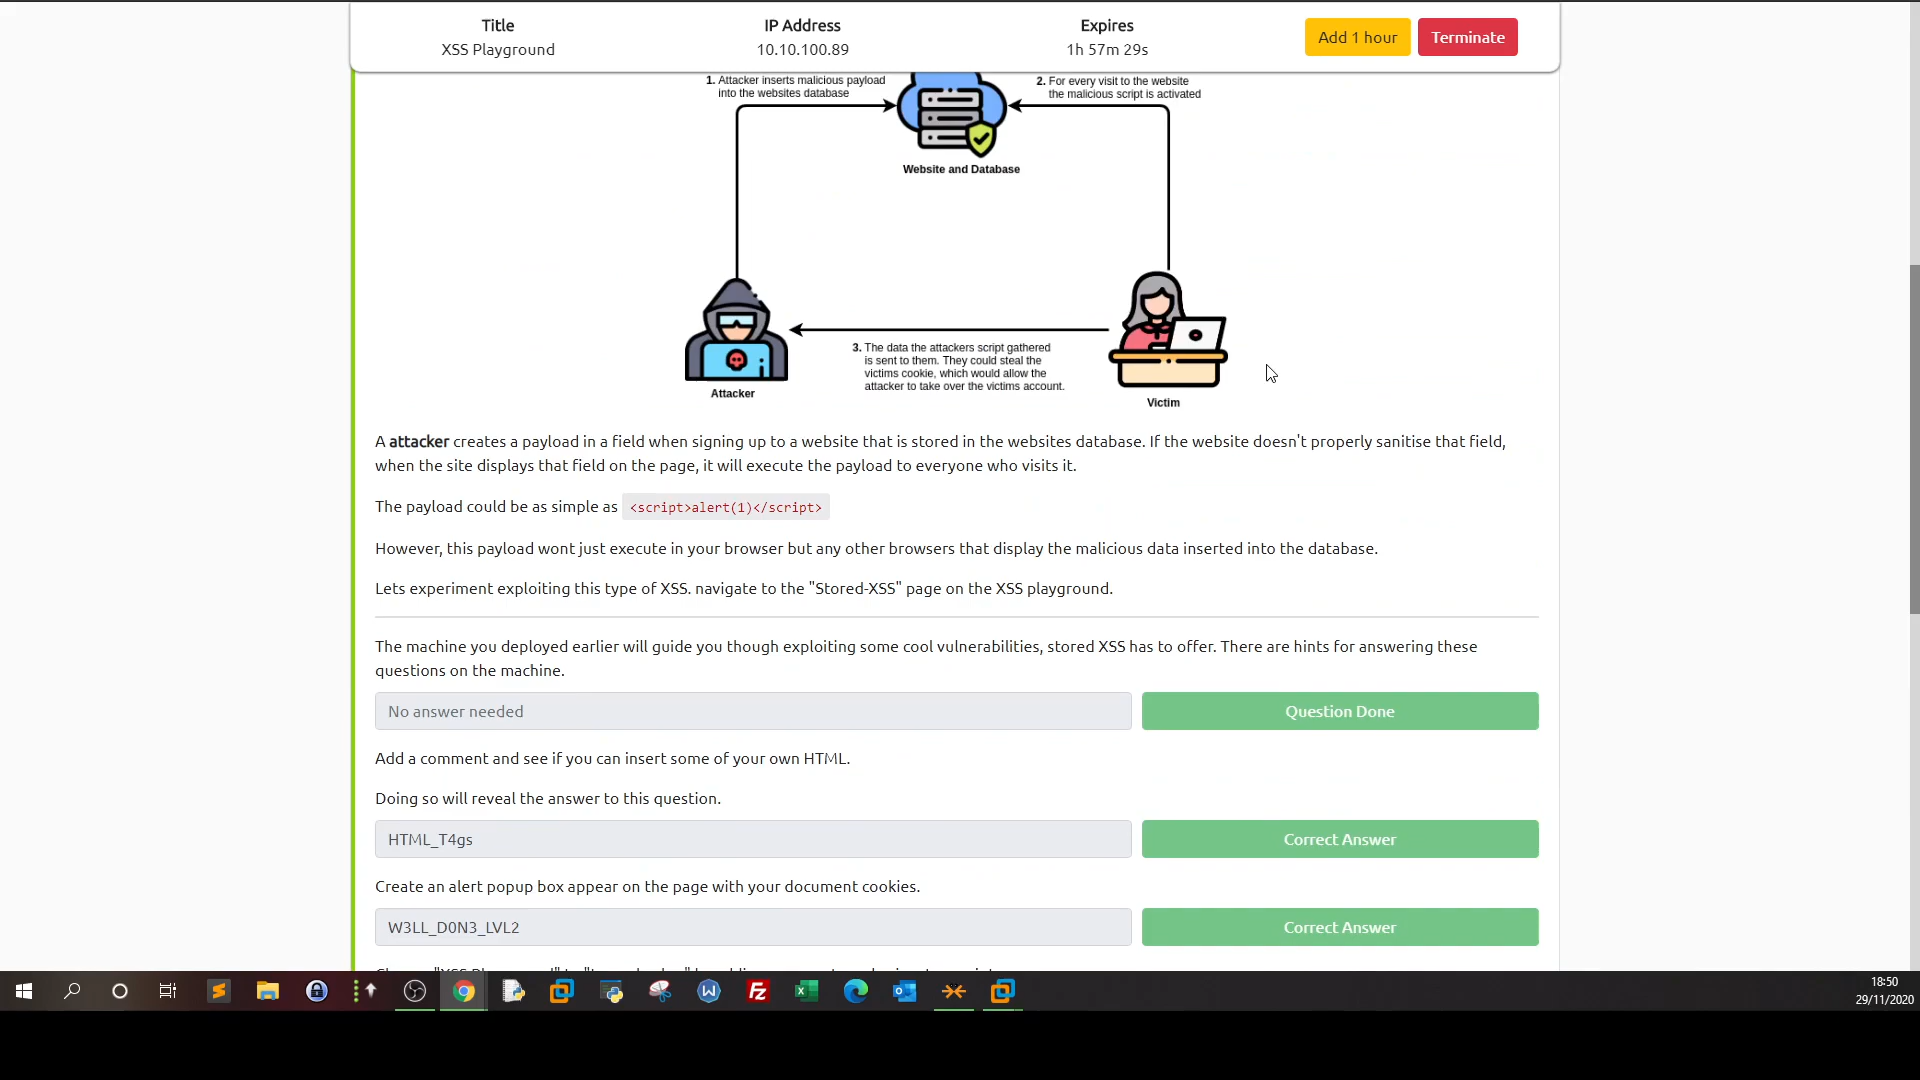 Title
XSS Playground
IP Address
10.10.100.89
Expires
1h 57m 29s
Add 1 hour
Terminate
1. Attacker inserts malicious payload
into the websites database
2. For every visit to the website
the malicious script is activated
Website and Database
3. The data the attackers script gathered
is sent to them. They could steal the
victims cookie, which would allow the
attacker to take over the victims account.
Attacker
Victim
A attacker creates a payload in a field when signing up to a website that is stored in the websites database. If the website doesn't properly sanitise that field,
when the site displays that field on the page, it will execute the payload to everyone who visits it.
The payload could be as simple as <script>alert(1)</script>
However, this payload wont just execute in your browser but any other browsers that display the malicious data inserted into the database.
Lets experiment exploiting this type of XSS. navigate to the "Stored-XSS" page on the XSS playground.
The machine you deployed earlier will guide you though exploiting some cool vulnerabilities, stored XSS has to offer. There are hints for answering these
questions on the machine.
No answer needed
Question Done
Add a comment and see if you can insert some of your own HTML.
Doing so will reveal the answer to this question.
HTML_T4gs
Correct Answer
Create an alert popup box appear on the page with your document cookies.
W3LL_D0N3_LVL2
Correct Answer
18:50
29/11/2020